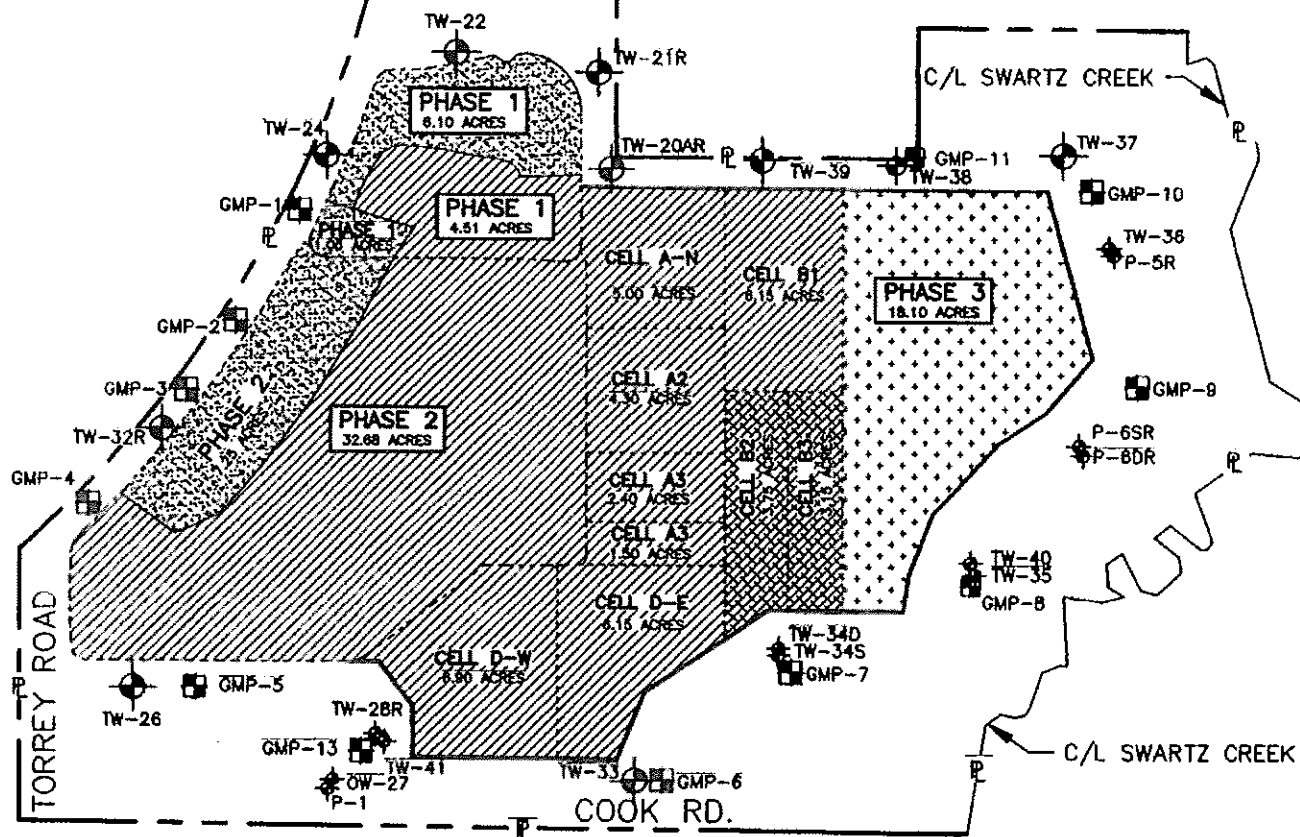 TW-22
TW-21R
C/L SWARTZ CREEK
PHASE 1
6.10 ACRES
TW-24
TW-20AR
TW-39
TW-38
GMP-11
TW-37
GMP-10
GMP-1
PHASE 1
PHASE 1
4.51 ACRES
TW-36
P-5R
CELL A-N
5.00 ACRES
CELL B1
6.15 ACRES
PHASE 3
18.10 ACRES
GMP-2
GMP-3
GMP-9
CELL A2
4.30 ACRES
PHASE 2
PHASE 2
32.68 ACRES
TW-32R
P-6SR
P-6DR
GMP-4
CELL A3
2.40 ACRES
CELL B2
3.75 ACRES
CELL B3
ACRES
CELL A3
1.50 ACRES
TW-40
TW-35
GMP-8
CELL D-E
6.15 ACRES
TW-34D
TW-34S
GMP-7
CELL D-W
ACRES
TORREY ROAD
TW-26
GMP-5
TW-28R
GMP-13
TW-41
OW-27
P-1
TW-33
GMP-6
COOK RD.
C/L SWARTZ CREEK